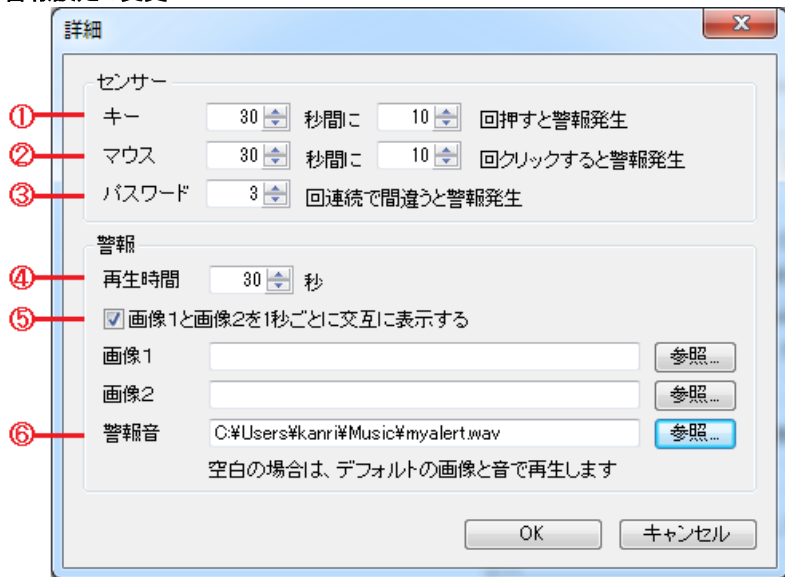 詳細
センサー
① キー 30 秒間に 10 回押すと警報発生
② マウス 30 秒間に 10 回クリックすると警報発生
③ パスワード 3 回連続で間違うと警報発生
警報
④ 再生時間 30 秒
⑤ 画像1と画像2を1秒ごとに交互に表示する
画像1 参照...
画像2 参照...
⑥ 警報音 C:¥Users¥kanri¥Music¥myalert.wav 参照...
空白の場合は、デフォルトの画像と音で再生します
OK キャンセル